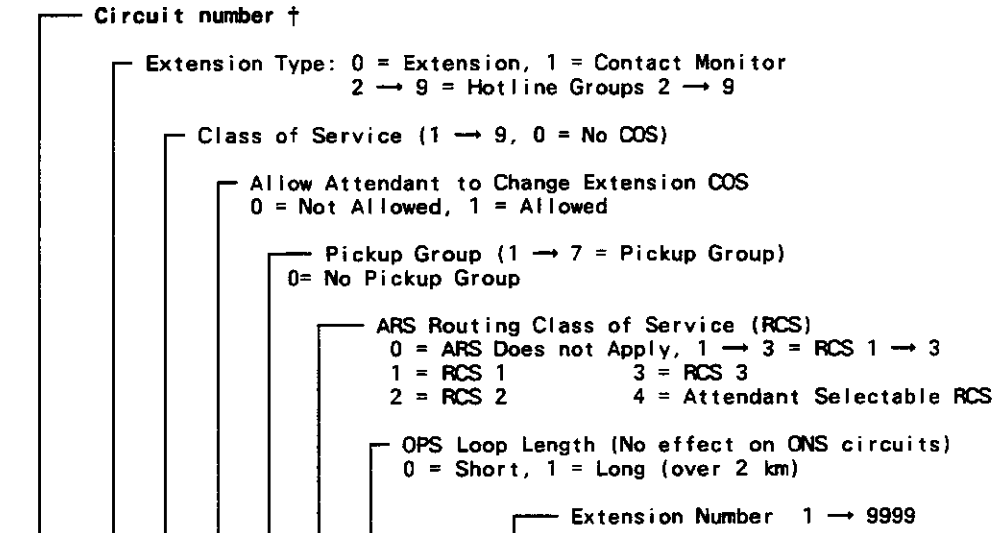 Circuit number †
Extension Type: 0 = Extension, 1 = Contact Monitor
2 → 9 = Hotline Groups 2 → 9
Class of Service (1 → 9, 0 = No COS)
Allow Attendant to Change Extension COS
0 = Not Allowed, 1 = Allowed
Pickup Group (1 → 7 = Pickup Group)
0= No Pickup Group
ARS Routing Class of Service (RCS)
0 = ARS Does not Apply, 1 → 3 = RCS 1 → 3
1 = RCS 1 3 = RCS 3
2 = RCS 2 4 = Attendant Selectable RCS
OPS Loop Length (No effect on ONS circuits)
0 = Short, 1 = Long (over 2 km)
Extension Number 1 → 9999